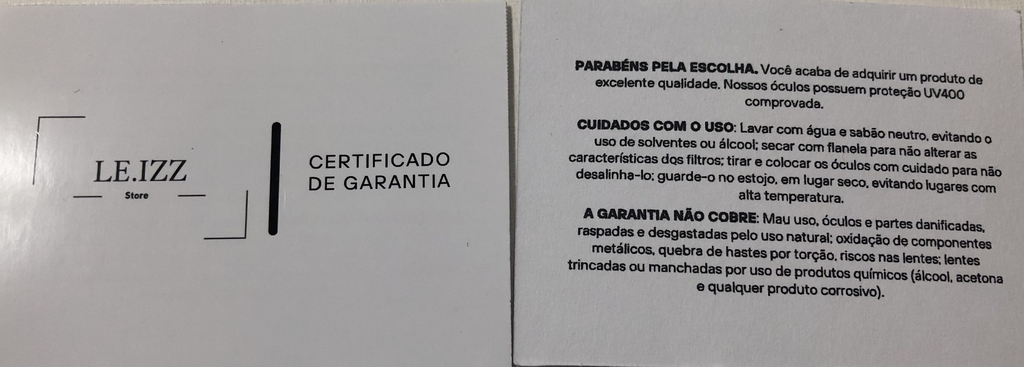 LE.IZZ
Store
CERTIFICADO
DE GARANTIA
PARABÉNS PELA ESCOLHA. Você acaba de adquirir um produto de
excelente qualidade. Nossos óculos possuem proteção UV400
comprovada.
CUIDADOS COM O USO: Lavar com água e sabão neutro, evitando o
uso de solventes ou álcool; secar com flanela para não alterar as
características dos filtros; tirar e colocar os óculos com cuidado para não
desalinha-lo; guarde-o no estojo, em lugar seco, evitando lugares com
alta temperatura.
A GARANTIA NÃO COBRE: Mau uso, óculos e partes danificadas,
raspadas e desgastadas pelo uso natural; oxidação de componentes
metálicos, quebra de hastes por torção, riscos nas lentes; lentes
trincadas ou manchadas por uso de produtos químicos (álcool, acetona
e qualquer produto corrosivo).